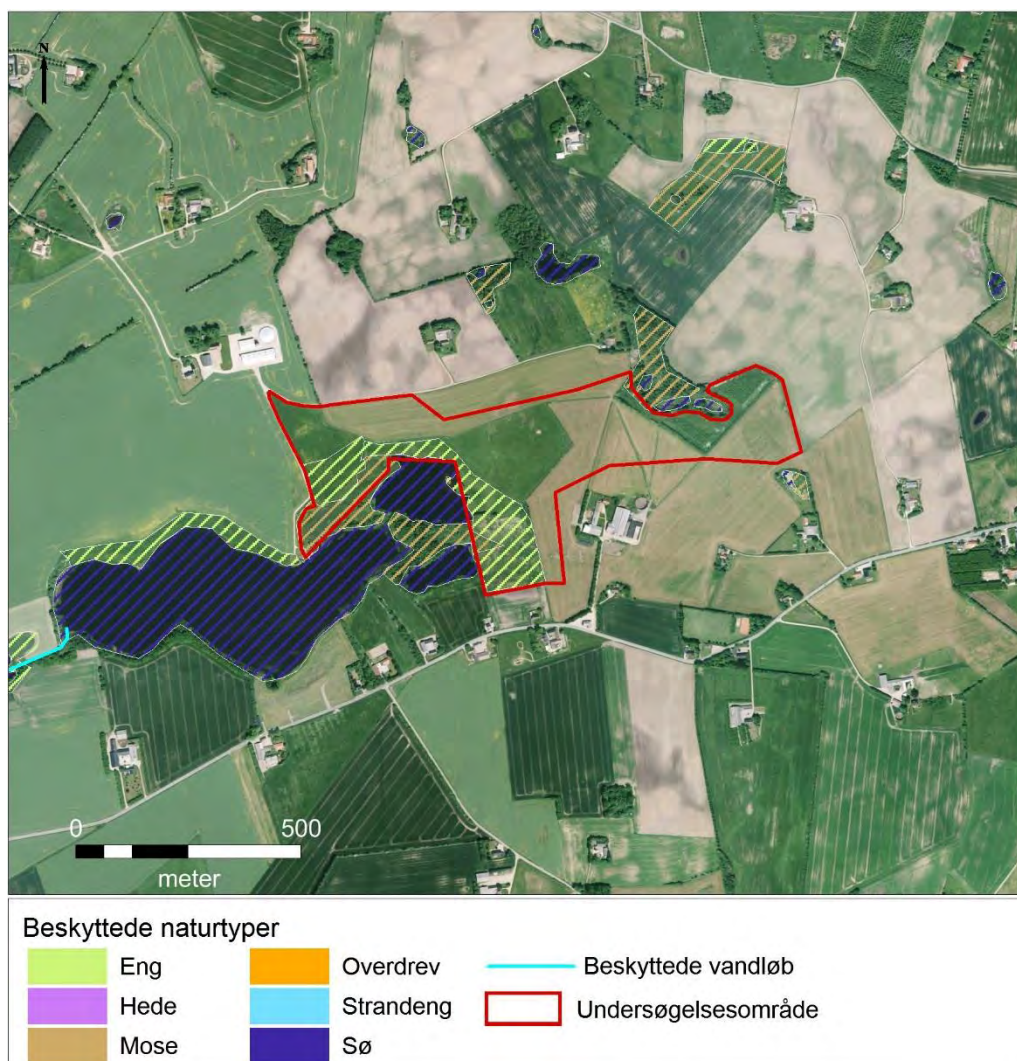 N
0 500
meter
Beskyttede naturtyper
Eng
Hede
Mose
Overdrev
Strandeng
Sø
Beskyttede vandløb
Undersøgelsesområde